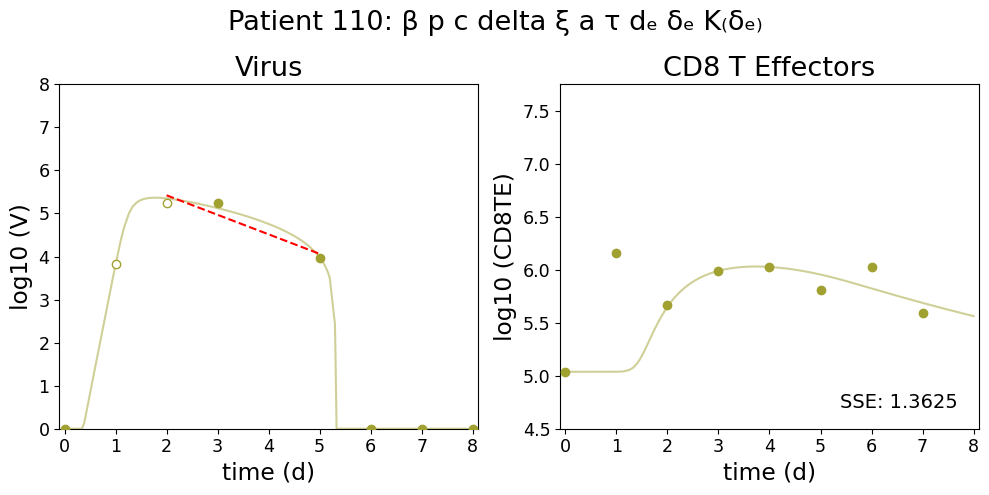 Patient 110: β p c delta ξ a τ dₑ δₑ K₍δₑ₎
Virus
CD8 T Effectors
log10 (V)
8
7
6
5
4
3
2
1
0
0 1 2 3 4 5 6 7 8
time (d)
log10 (CD8TE)
7.5
7.0
6.5
6.0
5.5
5.0
4.5
SSE: 1.3625
0 1 2 3 4 5 6 7 8
time (d)